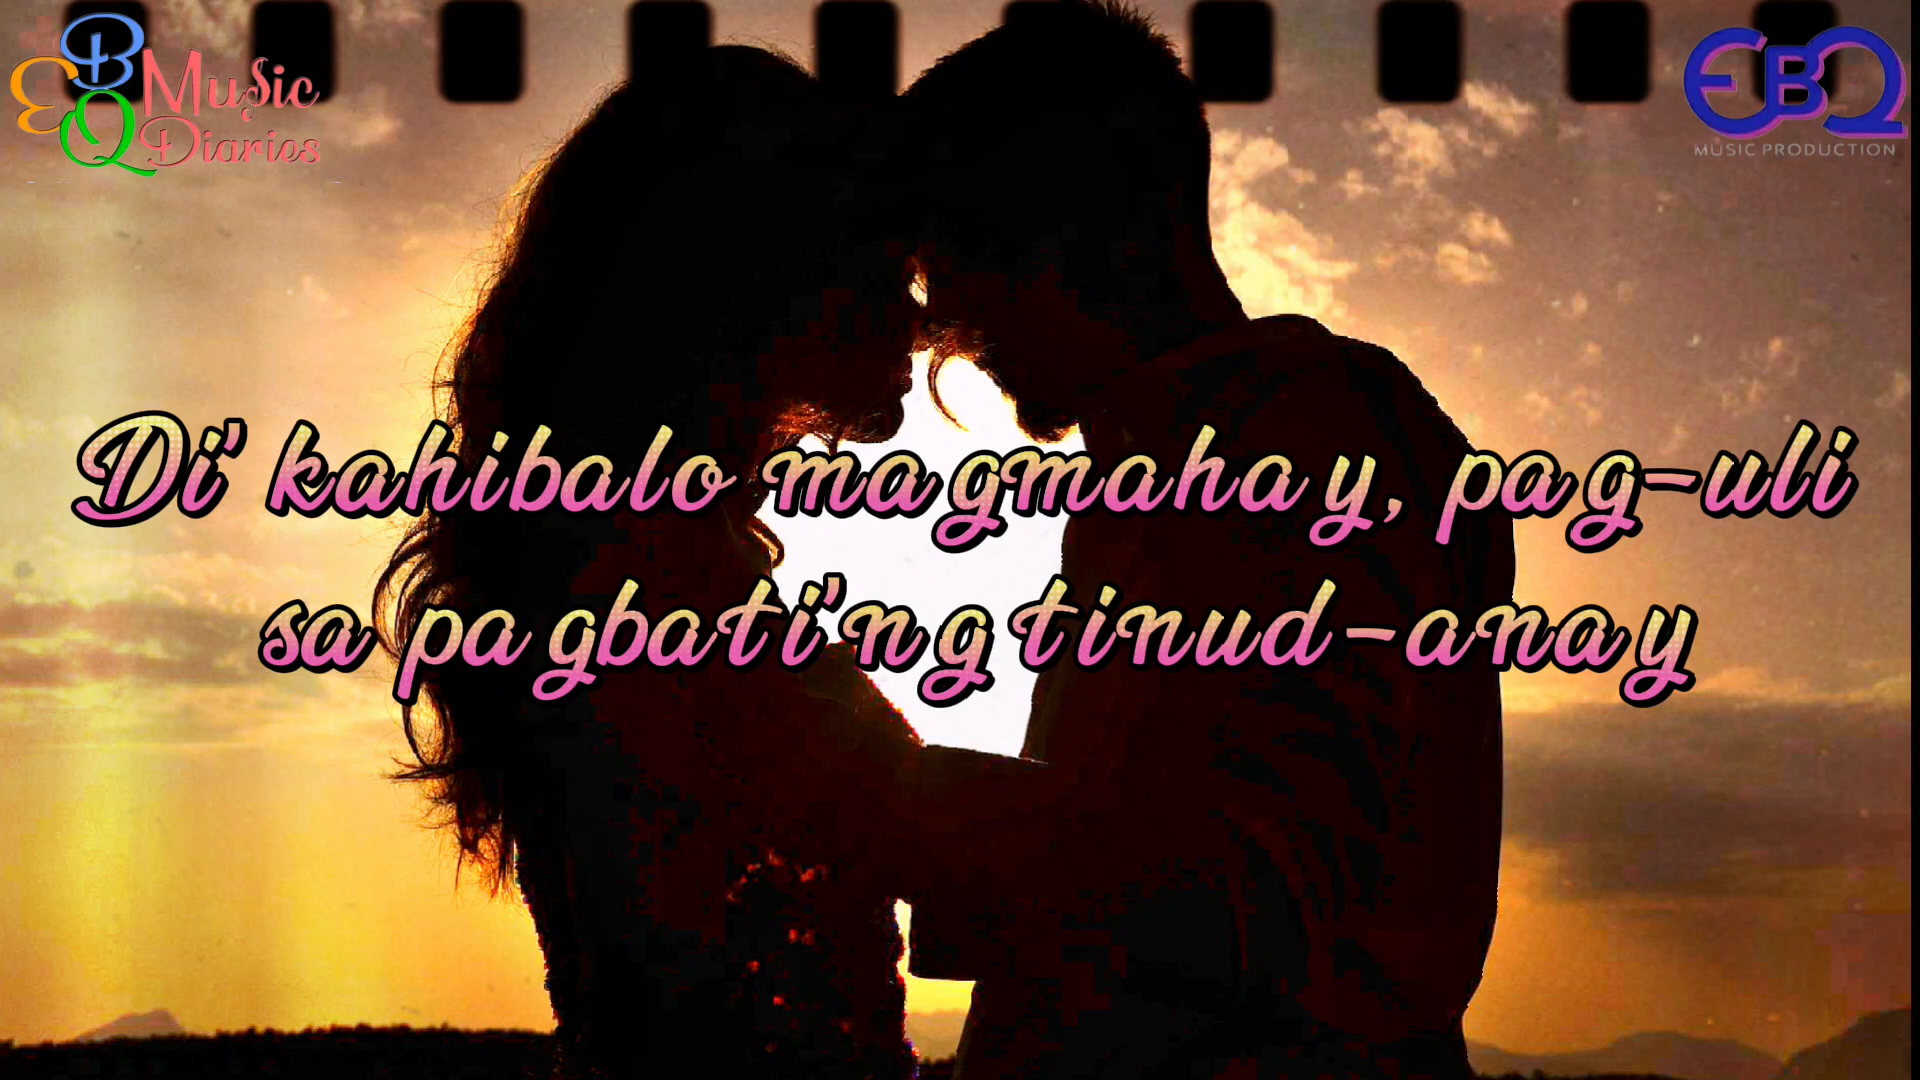 EBQ Music
Diaries
EBQ
MUSIC PRODUCTION
Di' kahibalo magmahay, pag-uli
sa pagbati'ng tinud-anay